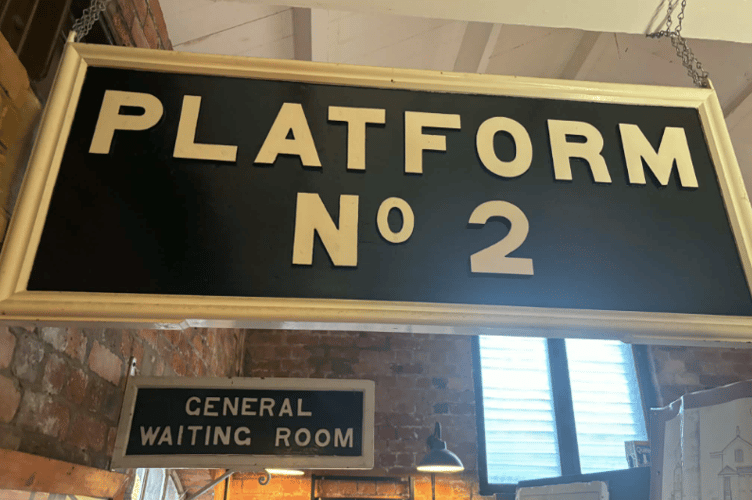 PLATFORM
Nº 2
GENERAL
WAITING ROOM